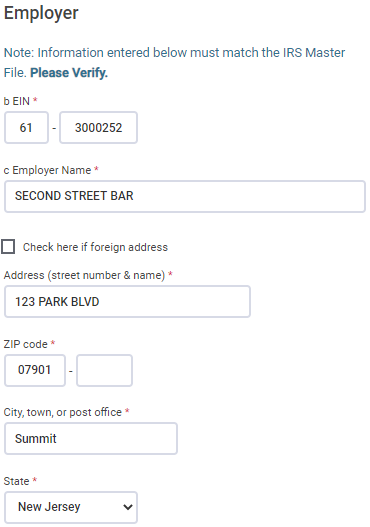 Employer
Note: Information entered below must match the IRS Master
File. Please Verify.
b EIN *
61 - 3000252
c Employer Name *
SECOND STREET BAR
Check here if foreign address
Address (street number & name) *
123 PARK BLVD
ZIP code *
07901 -
City, town, or post office *
Summit
State *
New Jersey